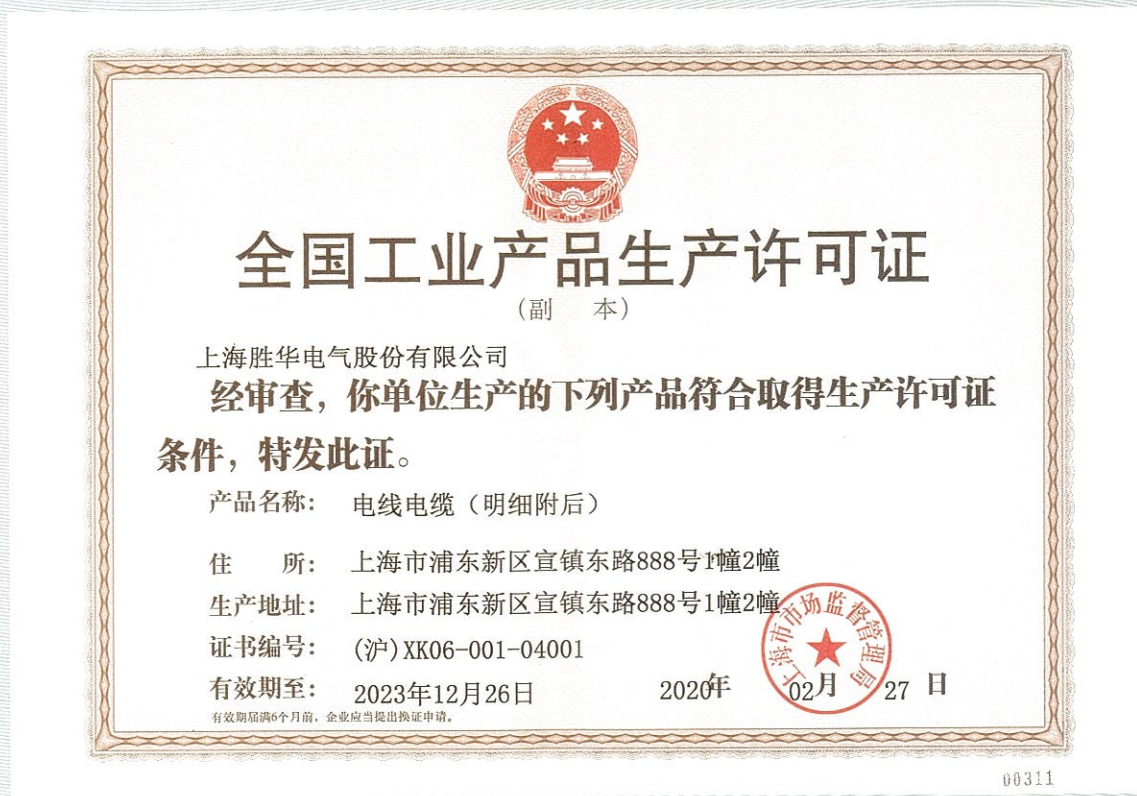 全国工业产品生产许可证
(副 本)
上海胜华电气股份有限公司
经审查，你单位生产的下列产品符合取得生产许可证
条件，特发此证。
产品名称： 电线电缆（明细附后）
住 所： 上海市浦东新区宣镇东路888号1幢2幢
生产地址： 上海市浦东新区宣镇东路888号1幢2幢
证书编号： (沪)XK06-001-04001
有效期至： 2023年12月26日
2020年 02月 27 日
有效期届满6个月前，企业应当提出换证申请。
上海市市场监督管理局
00311